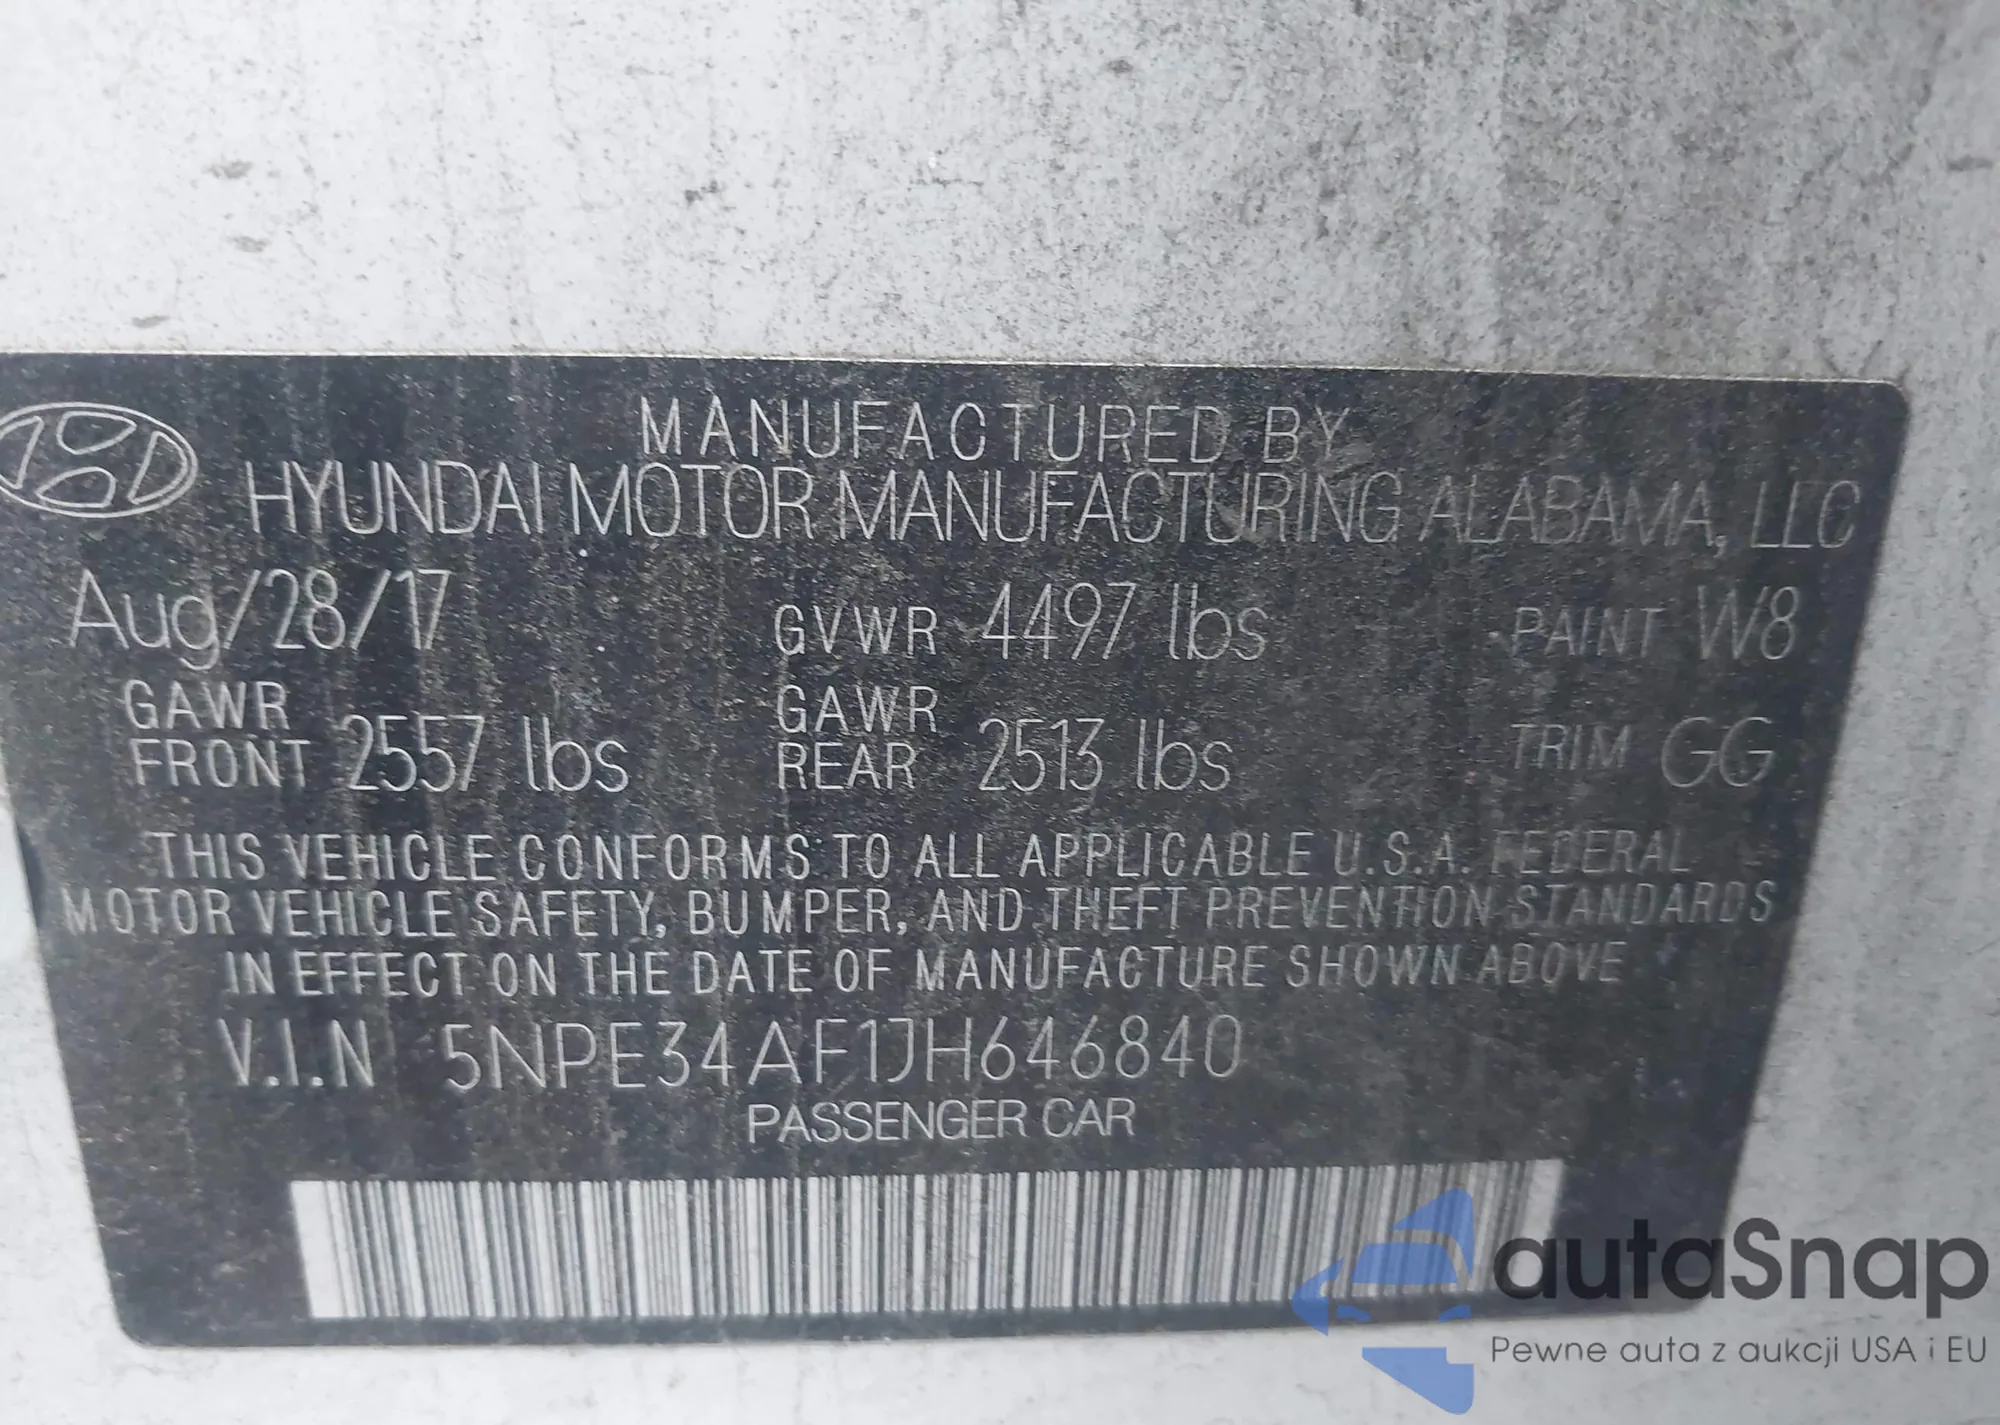 MANUFACTURED BY
HYUNDAI MOTOR MANUFACTURING ALABAMA, LLC
Aug/28/17 GVWR 4497 lbs PAINT W8
GAWR FRONT 2557 lbs GAWR REAR 2513 lbs TRIM GG
THIS VEHICLE CONFORMS TO ALL APPLICABLE U.S.A. FEDERAL
MOTOR VEHICLE SAFETY, BUMPER, AND THEFT PREVENTION STANDARDS
IN EFFECT ON THE DATE OF MANUFACTURE SHOWN ABOVE
V.I.N 5NPE34AF1JH646840
PASSENGER CAR
autaSnap
Pewne auta z aukcji USA i EU